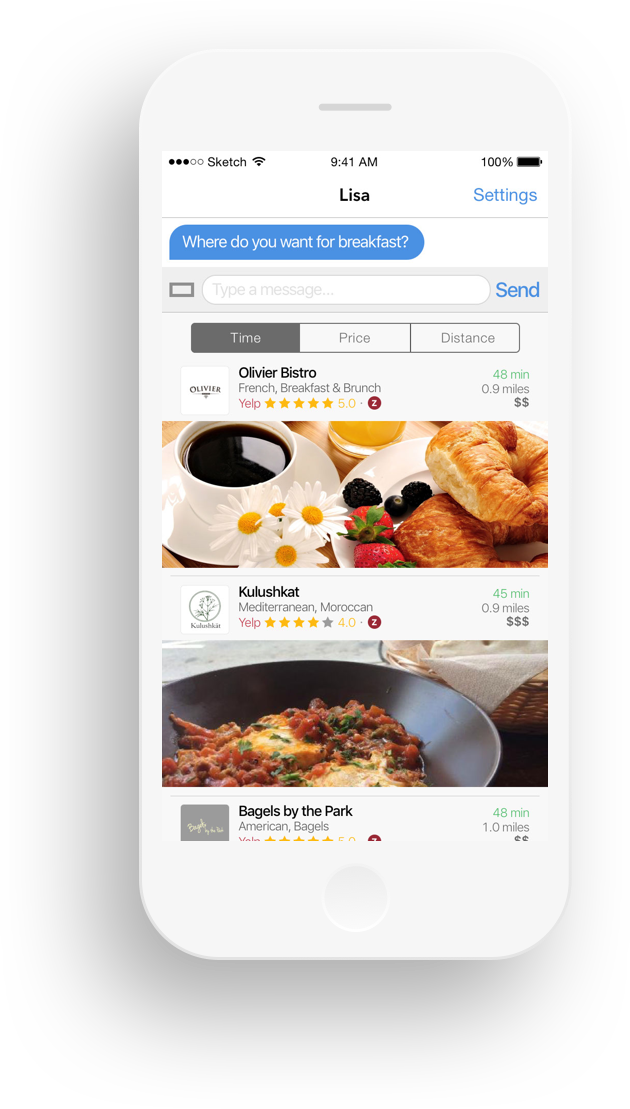 Sketch 9:41 AM 100%
Lisa Settings
Where do you want for breakfast?
Type a message... Send
Time Price Distance
OLIVIER
Olivier Bistro 48 min
French, Breakfast & Brunch 0.9 miles
Yelp 5.0 · Z $$
Kulushkat
Kulushkat 45 min
Mediterranean, Moroccan 0.9 miles
Yelp 4.0 · Z $$$
Bagels by the Park
Bagels by the Park 48 min
American, Bagels 1.0 miles
Yelp 5.0 · Z $$